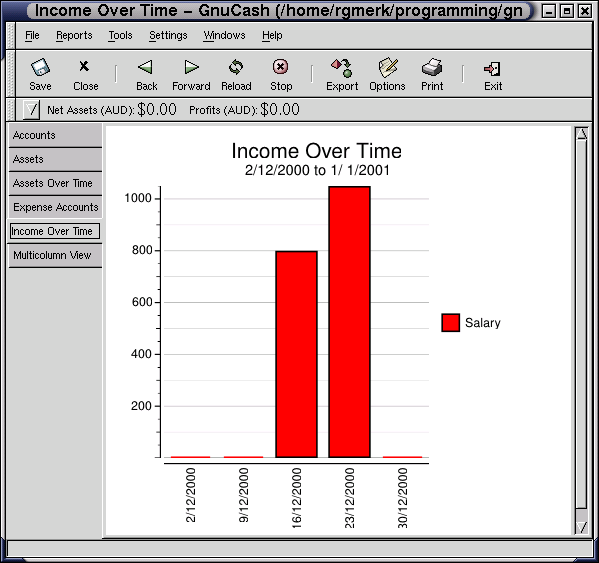 Income Over Time – GnuCash (/home/rgmerk/programming/gn
File Reports Tools Settings Windows Help
Save Close Back Forward Reload Stop Export Options Print Exit
Net Assets (AUD): $0.00 Profits (AUD): $0.00
Accounts
Assets
Assets Over Time
Expense Accounts
Income Over Time
Multicolumn View
Income Over Time
2/12/2000 to 1/ 1/2001
1000
800
600
400
200
Salary
2/12/2000
9/12/2000
16/12/2000
23/12/2000
30/12/2000